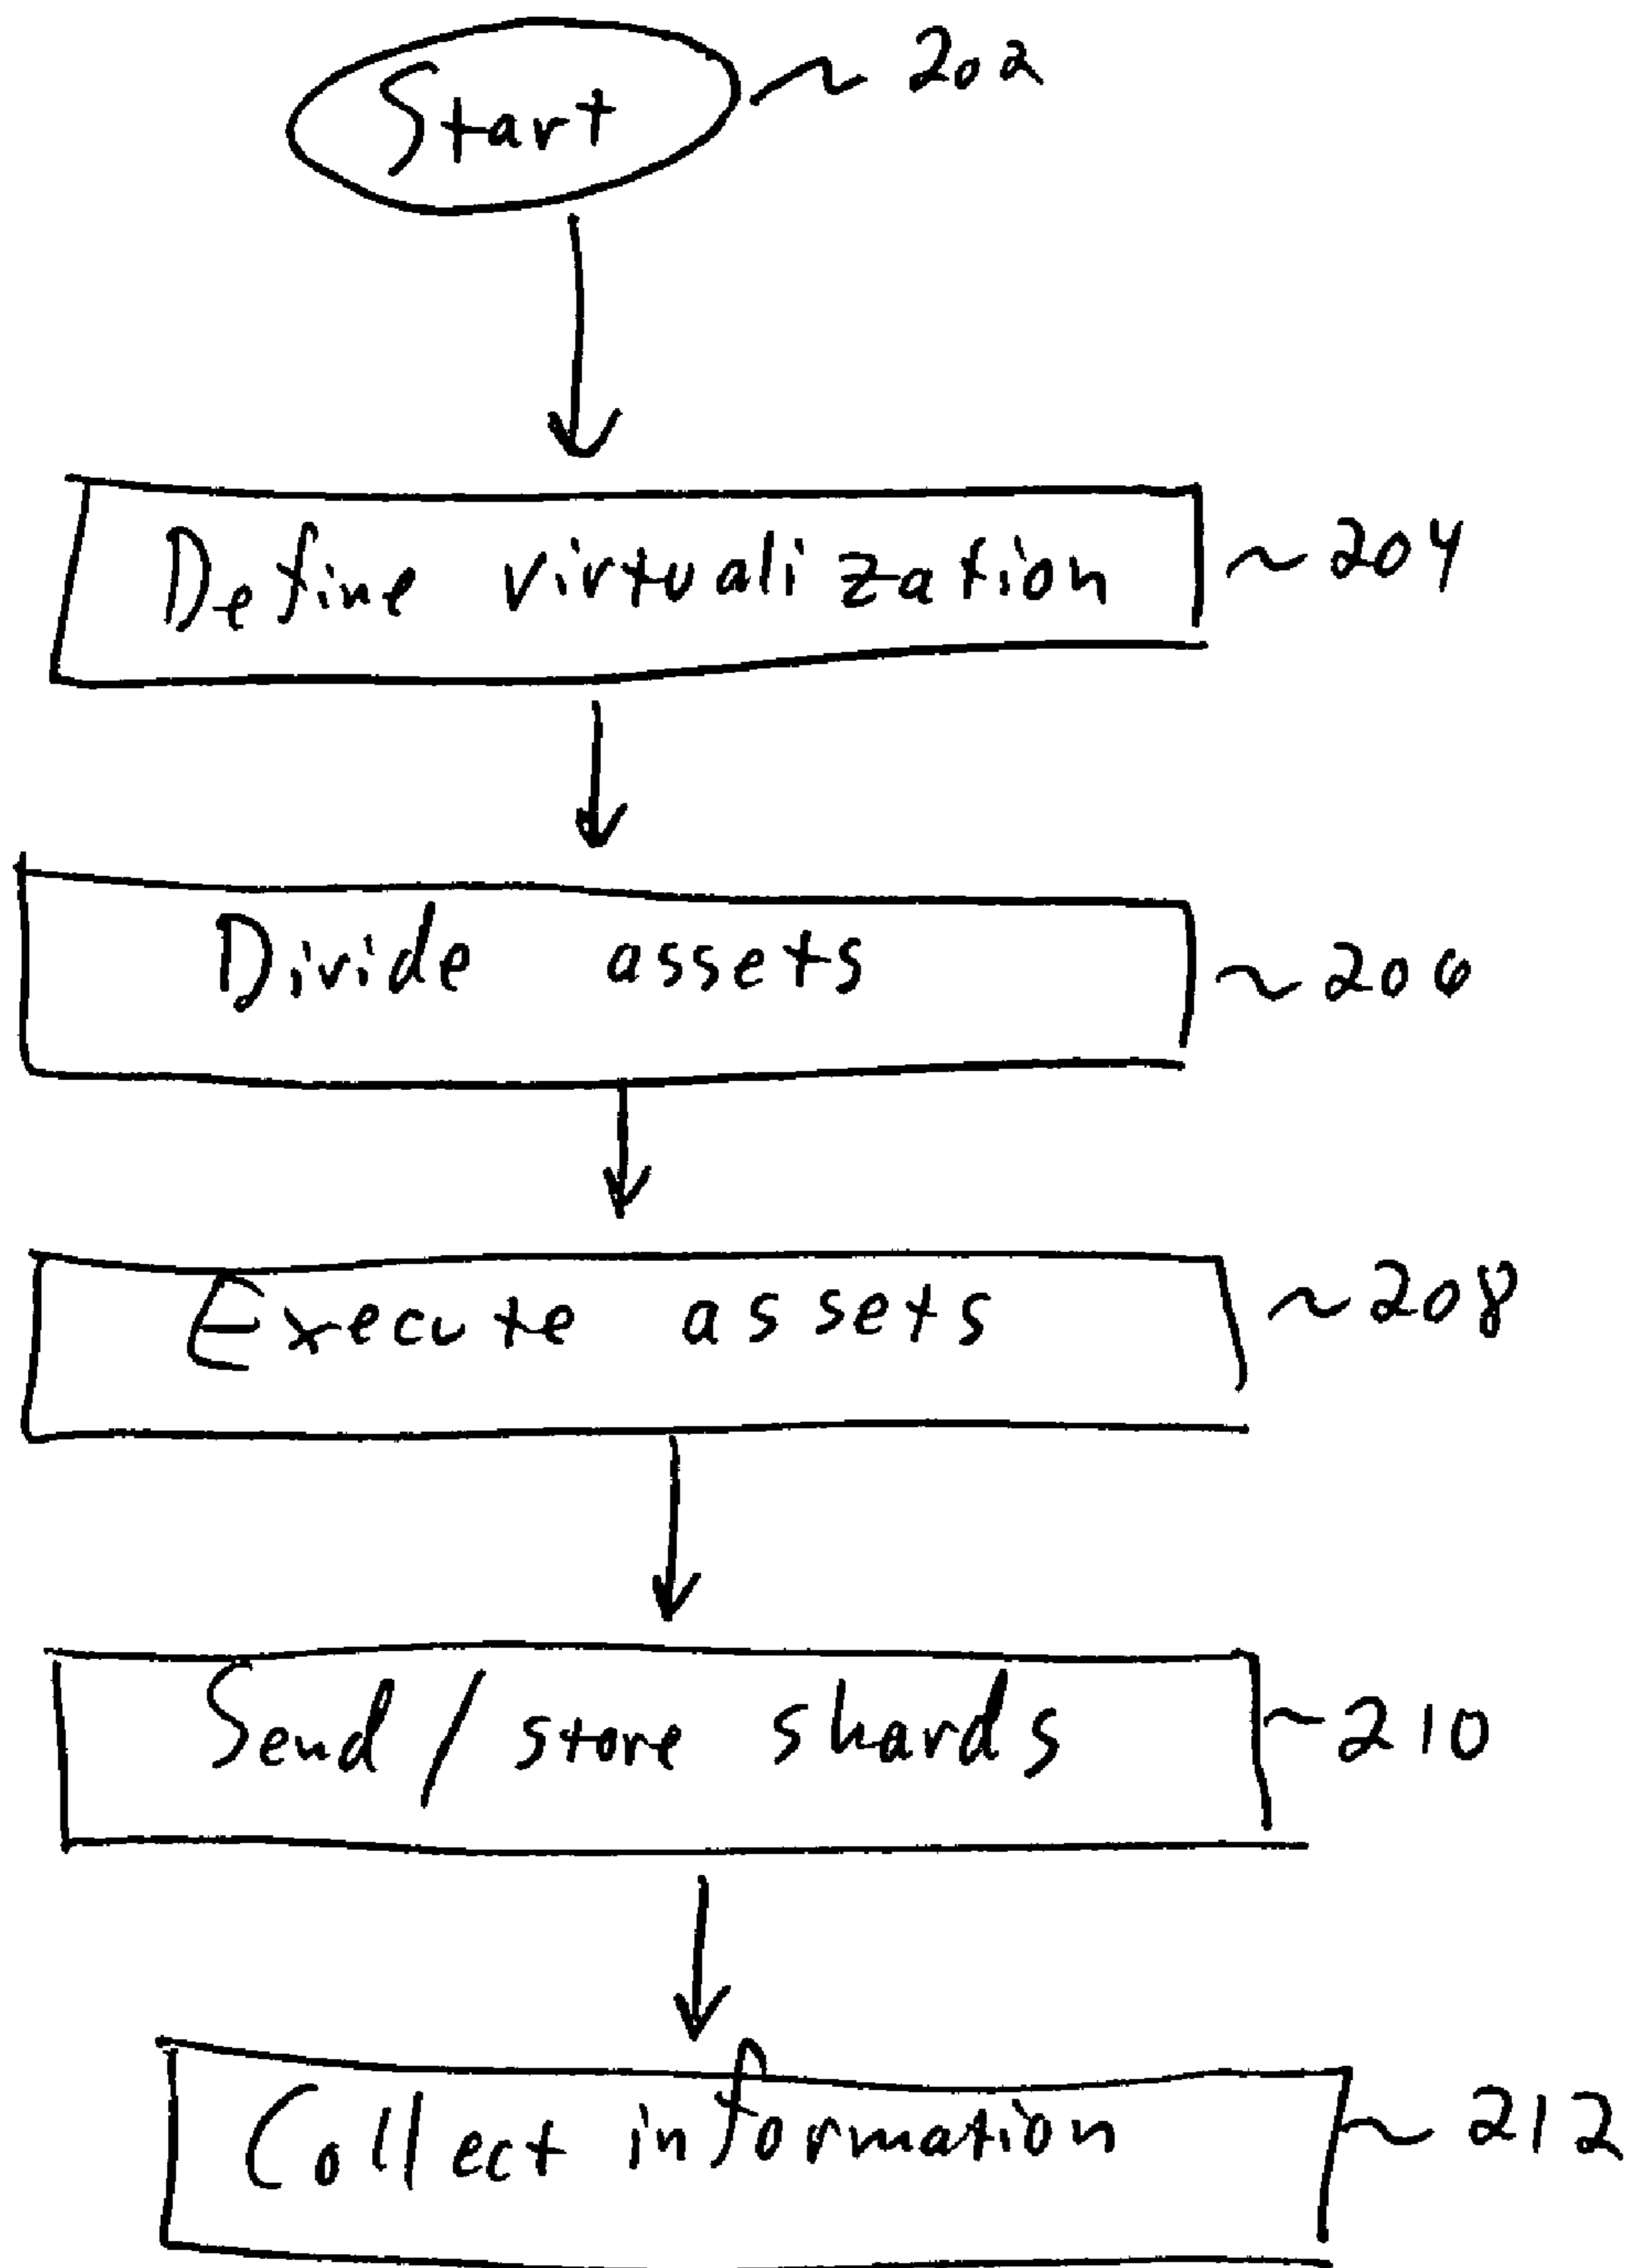 Start ~ 202
Define virtualization ~204
Divide assets ~206
Execute assets ~208
Send/store shards ~210
Collect information ~ 212